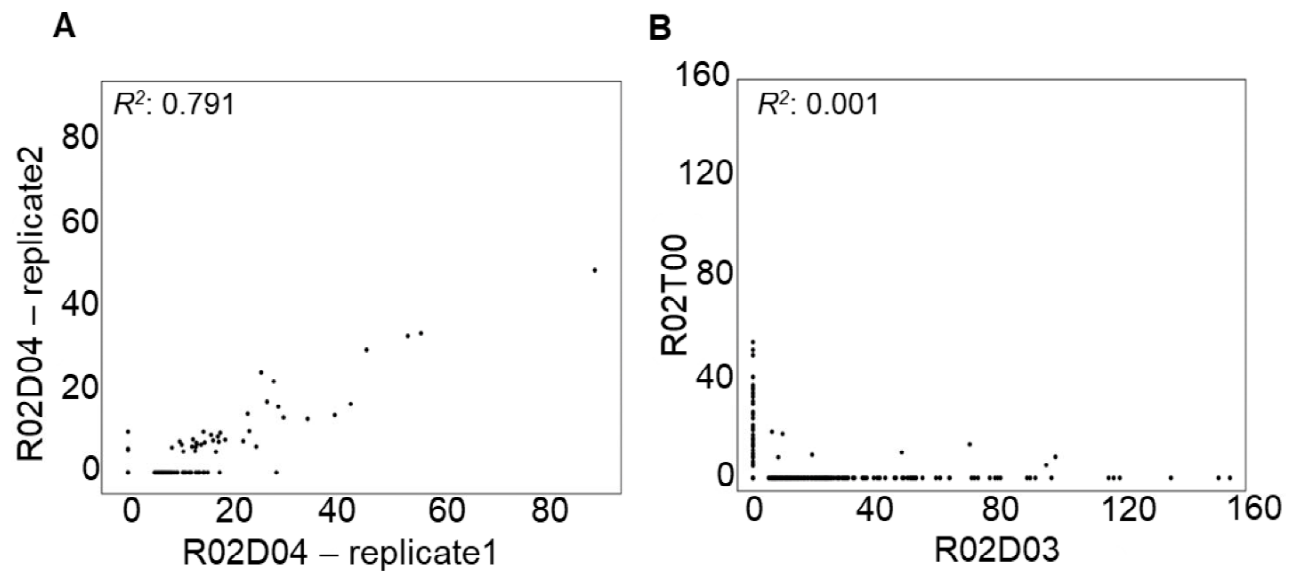 A
R²: 0.791
80
60
40
20
0
0 20 40 60 80
R02D04 – replicate2
R02D04 – replicate1
B
R²: 0.001
160
120
80
40
0
0 40 80 120 160
R02T00
R02D03